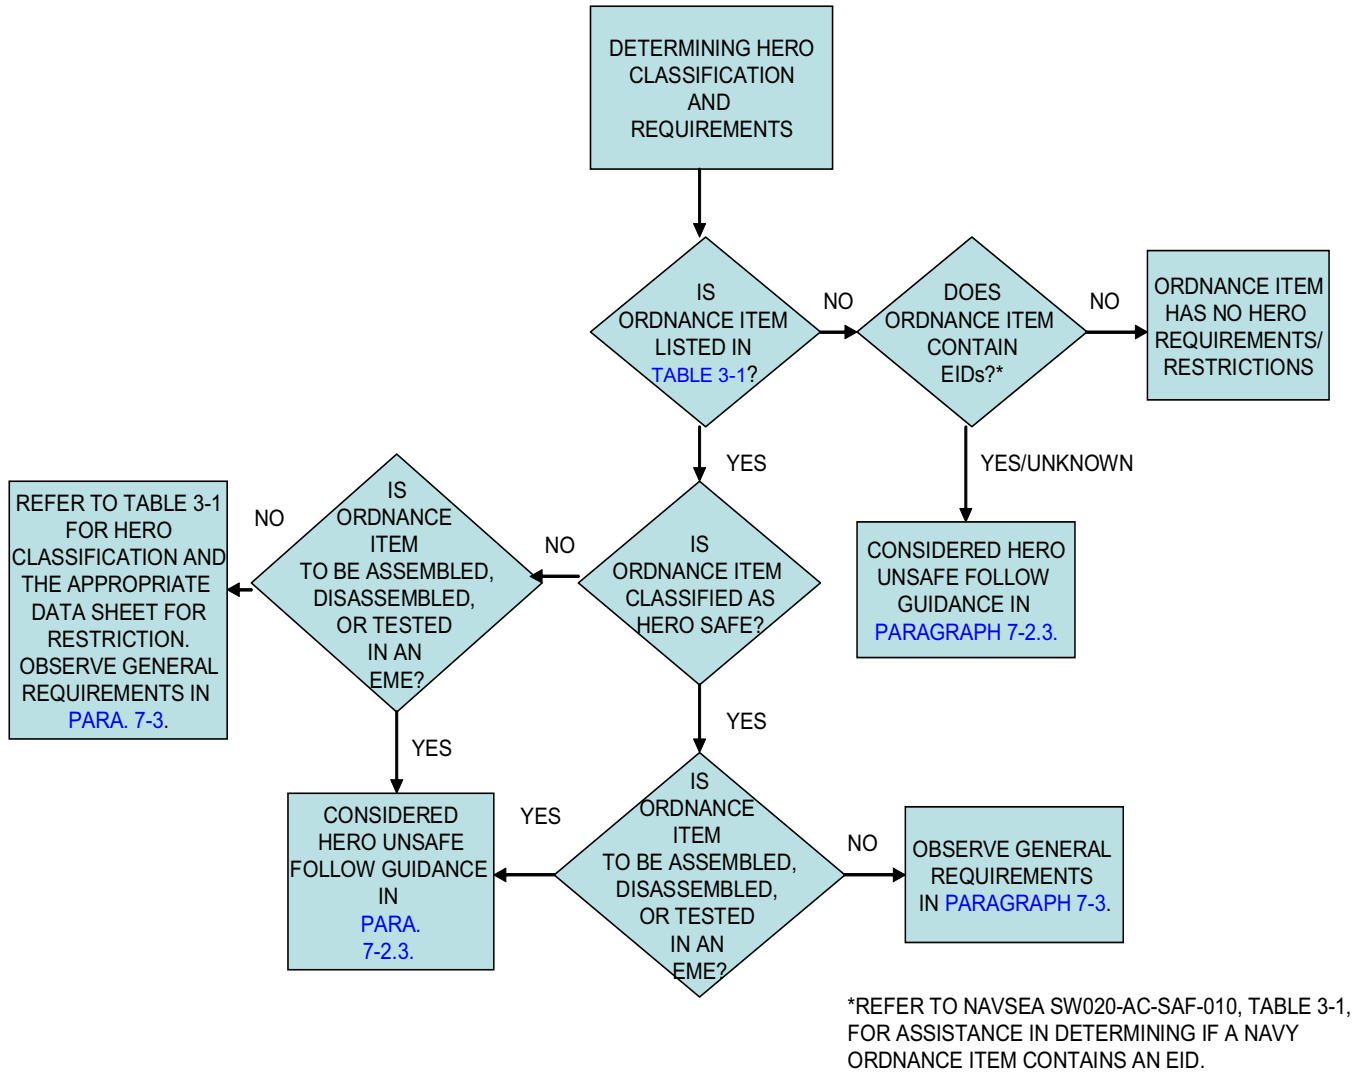 DETERMINING HERO
CLASSIFICATION
AND
REQUIREMENTS
IS
ORDNANCE ITEM
LISTED IN
TABLE 3-1?
NO
DOES
ORDNANCE ITEM
CONTAIN
EIDs?*
NO
ORDNANCE ITEM
HAS NO HERO
REQUIREMENTS/
RESTRICTIONS
YES
YES/UNKNOWN
CONSIDERED HERO
UNSAFE FOLLOW
GUIDANCE IN
PARAGRAPH 7-2.3.
IS
ORDNANCE ITEM
CLASSIFIED AS
HERO SAFE?
NO
IS
ORDNANCE
ITEM
TO BE ASSEMBLED,
DISASSEMBLED,
OR TESTED
IN AN
EME?
NO
REFER TO TABLE 3-1
FOR HERO
CLASSIFICATION AND
THE APPROPRIATE
DATA SHEET FOR
RESTRICTION.
OBSERVE GENERAL
REQUIREMENTS IN
PARA. 7-3.
YES
YES
CONSIDERED
HERO UNSAFE
FOLLOW GUIDANCE
IN
PARA.
7-2.3.
YES
IS
ORDNANCE
ITEM
TO BE ASSEMBLED,
DISASSEMBLED,
OR TESTED
IN AN
EME?
NO
OBSERVE GENERAL
REQUIREMENTS
IN PARAGRAPH 7-3.
*REFER TO NAVSEA SW020-AC-SAF-010, TABLE 3-1,
FOR ASSISTANCE IN DETERMINING IF A NAVY
ORDNANCE ITEM CONTAINS AN EID.